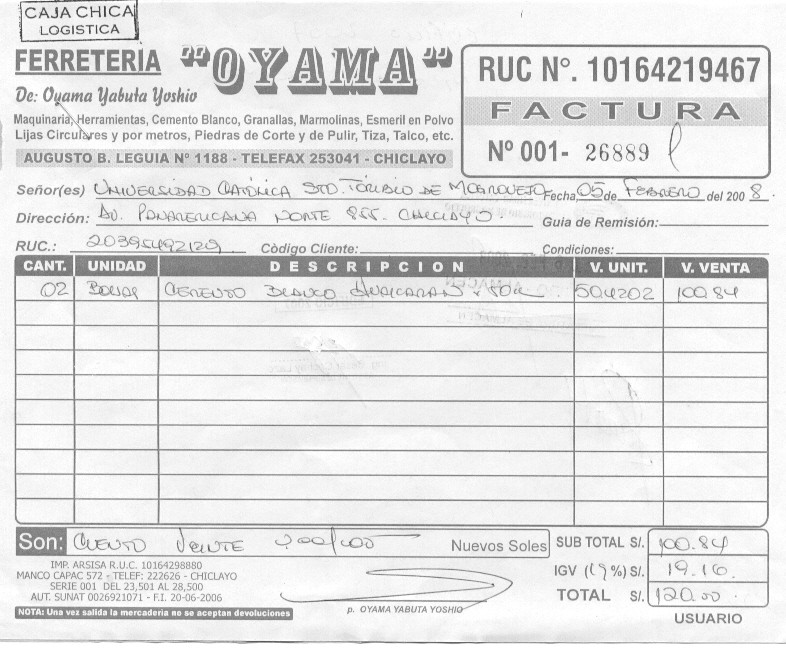 CAJA CHICA
LOGISTICA
FERRETERÍA "OYAMA"
De: Oyama Yabuta Yoshio
Maquinaria, Herramientas, Cemento Blanco, Granallas, Marmolinas, Esmeril en Polvo
Lijas Circulares y por metros, Piedras de Corte y de Pulir, Tiza, Talco, etc.
AUGUSTO B. LEGUIA Nº 1188 - TELEFAX 253041 - CHICLAYO
RUC Nº. 10164219467
FACTURA
Nº 001- 26889
Señor(es) UNIVERSIDAD CATÓLICA STO. TORIBIO DE MOGROVEJO Fecha, 05 de FEBRERO del 2008.
Dirección: AV. PANAMERICANA NORTE 855. CHICLAYO. Guia de Remisión:
RUC.: 20395492129 Còdigo Cliente: Condiciones:
CANT. UNIDAD DESCRIPCION V. UNIT. V. VENTA
02 BOLSAS CEMENTO BLANCO HUASCARAN 50.4202 100.84
Son: CIENTO VEINTE 00/100 Nuevos Soles
SUB TOTAL S/. 100.84
IGV (19%) S/. 19.16
TOTAL S/. 120.00
USUARIO
IMP. ARSISA R.U.C. 10164298880
MANCO CAPAC 572 - TELEF: 222626 - CHICLAYO
SERIE 001 DEL 23,501 AL 28,500
AUT. SUNAT 0026921071 - F.I. 20-06-2006
NOTA: Una vez salida la mercaderia no se aceptan devoluciones
p. OYAMA YABUTA YOSHIO